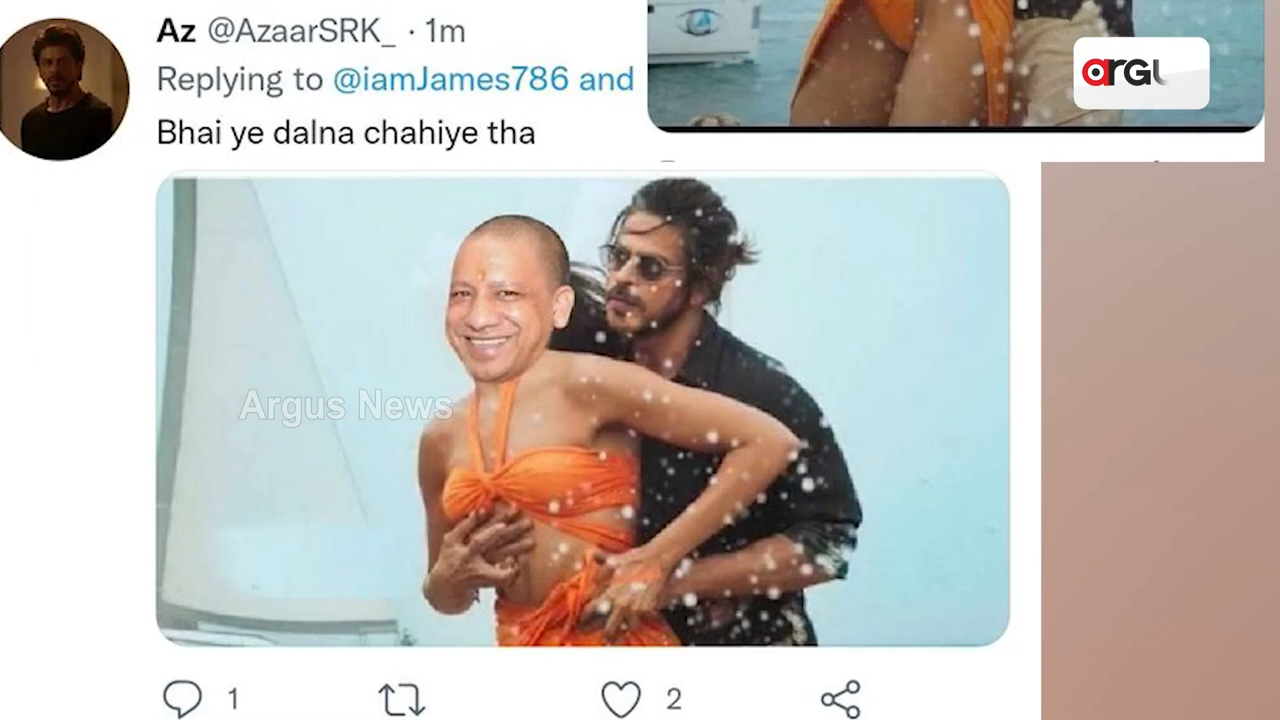 Az @AzaarSRK_ · 1m
Replying to @iamJames786 and
Bhai ye dalna chahiye tha
Argus News
1
2